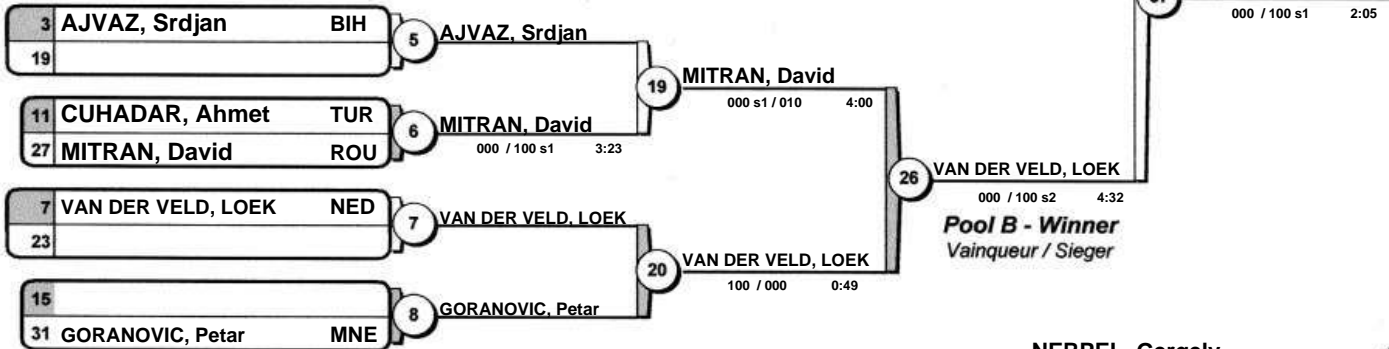 000 / 100 s1 2:05
3 AJVAZ, Srdjan BIH
19
5 AJVAZ, Srdjan
11 CUHADAR, Ahmet TUR
27 MITRAN, David ROU
6 MITRAN, David
000 / 100 s1 3:23
19 MITRAN, David
000 s1 / 010 4:00
7 VAN DER VELD, LOEK NED
23
7 VAN DER VELD, LOEK
15
31 GORANOVIC, Petar MNE
8 GORANOVIC, Petar
20 VAN DER VELD, LOEK
100 / 000 0:49
26 VAN DER VELD, LOEK
000 / 100 s2 4:32
Pool B - Winner
Vainqueur / Sieger